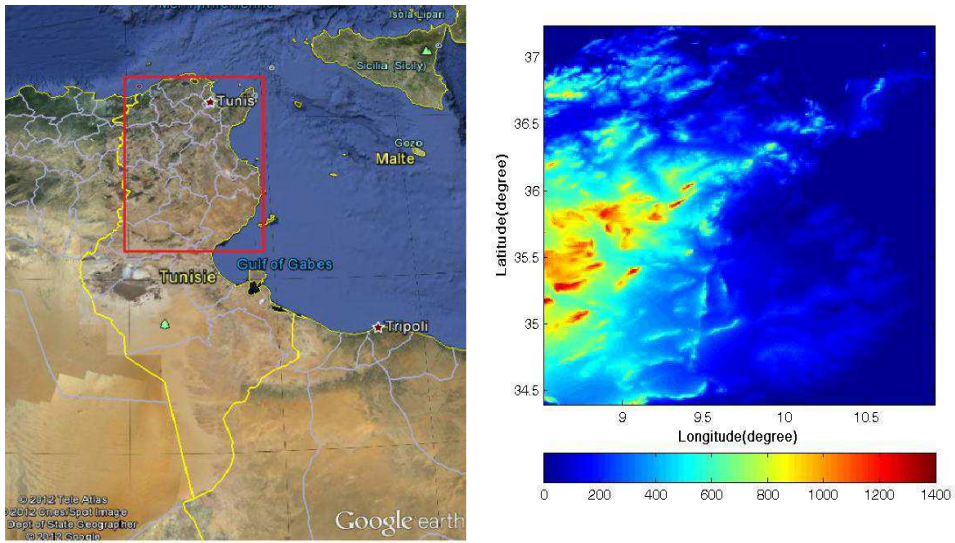 Isola Lipari
Sicilia (Sicily)
Tunis
Gozo
Malte
Gulf of Gabes
Tunisie
Tripoli
© 2012 Tele Atlas
© 2012 Cnes/Spot Image
Dept of State Geographer
© 2012 Google
Google earth
37
36.5
36
35.5
35
34.5
Latitude(degree)
9 9.5 10 10.5
Longitude(degree)
0 200 400 600 800 1000 1200 1400